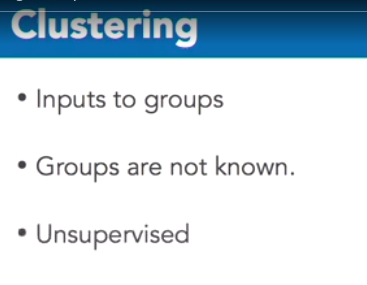 Clustering
• Inputs to groups
• Groups are not known.
• Unsupervised